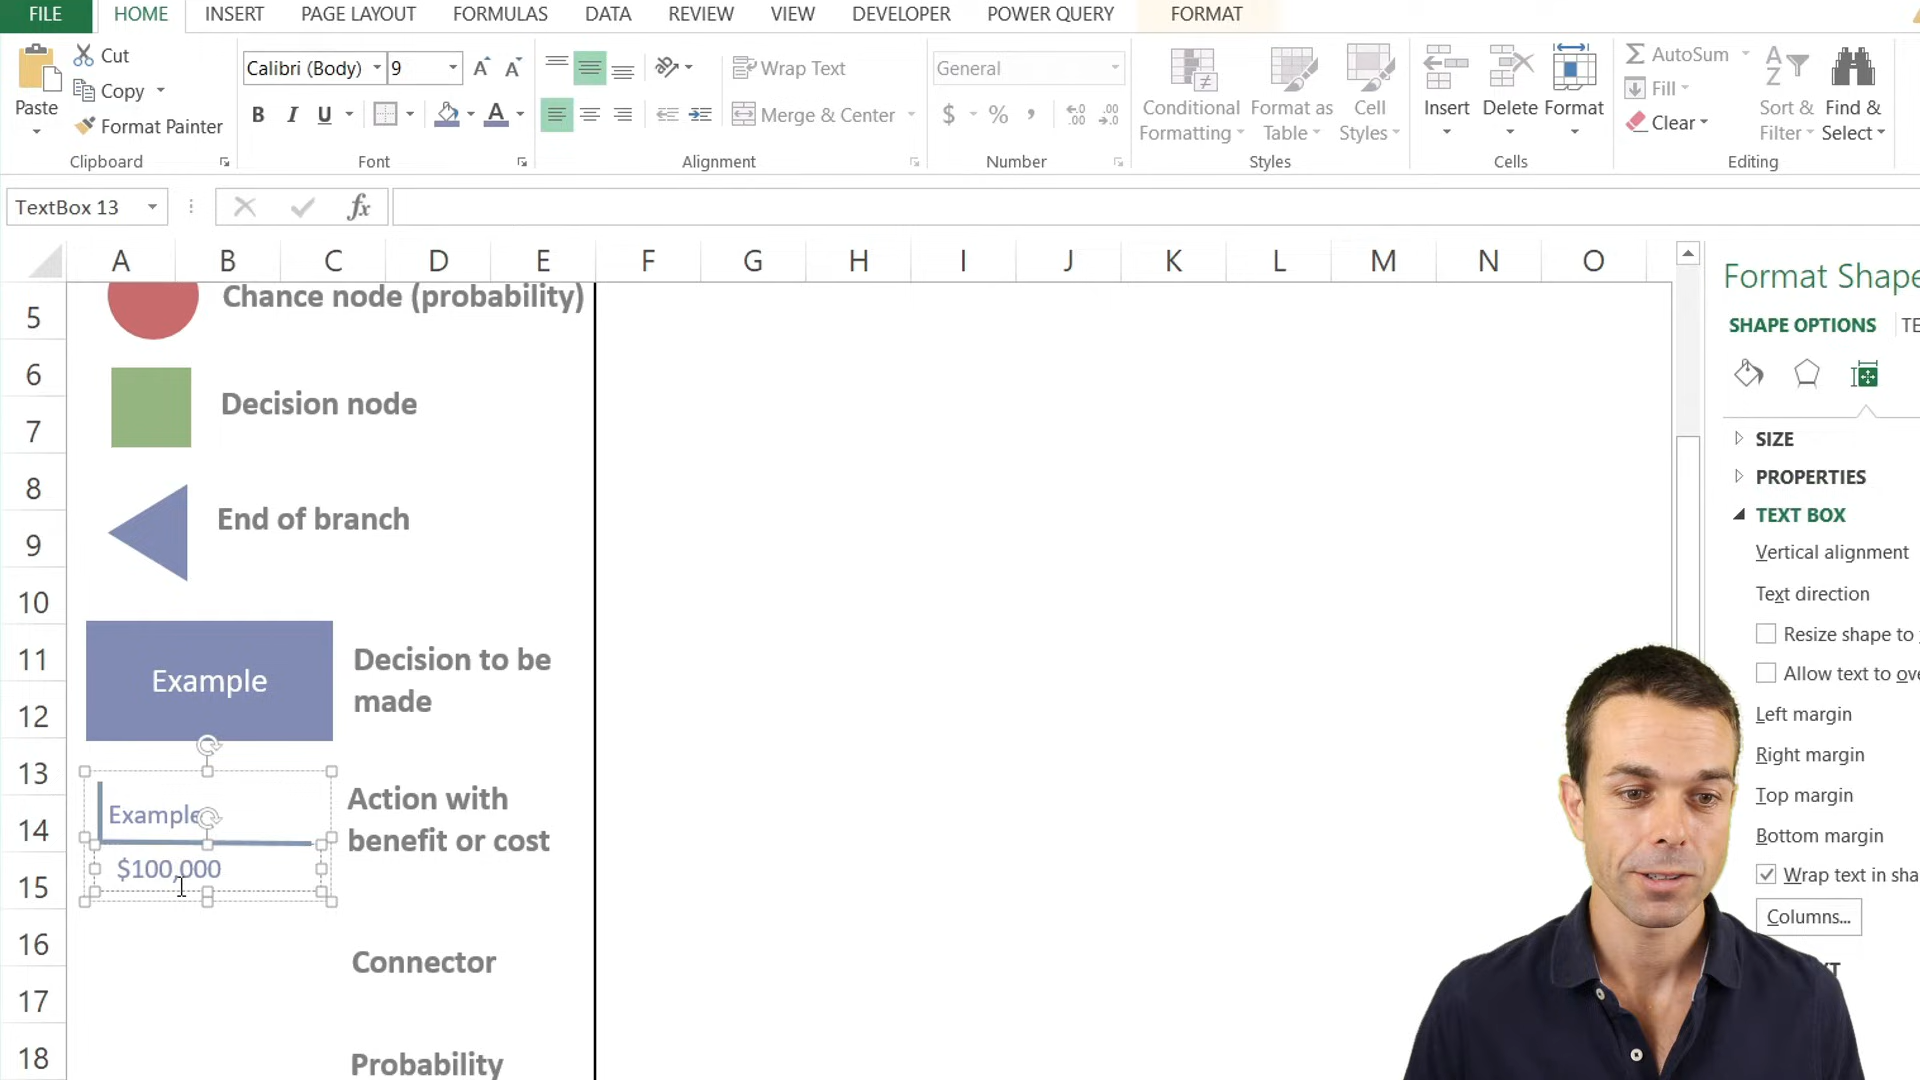 FILE HOME INSERT PAGE LAYOUT FORMULAS DATA REVIEW VIEW DEVELOPER POWER QUERY FORMAT
Paste
Cut
Copy
Format Painter
Clipboard
Calibri (Body) 9
B I U A
Font
Wrap Text
Merge & Center
Alignment
General
$ % ,
Number
Conditional Formatting
Format as Table
Cell Styles
Styles
Insert Delete Format
Cells
AutoSum
Fill
Clear
Sort & Filter
Find & Select
Editing
TextBox 13 fx
A B C D E F G H I J K L M N O
5 Chance node (probability)
6
Decision node
7
8
End of branch
9
10
11 Example Decision to be
12 made
13
Example Action with
14 benefit or cost
$100,000
15
16 Connector
17
18 Probability
Format Shape
SHAPE OPTIONS TE
SIZE
PROPERTIES
TEXT BOX
Vertical alignment
Text direction
Resize shape to
Allow text to ove
Left margin
Right margin
Top margin
Bottom margin
Wrap text in sha
Columns...